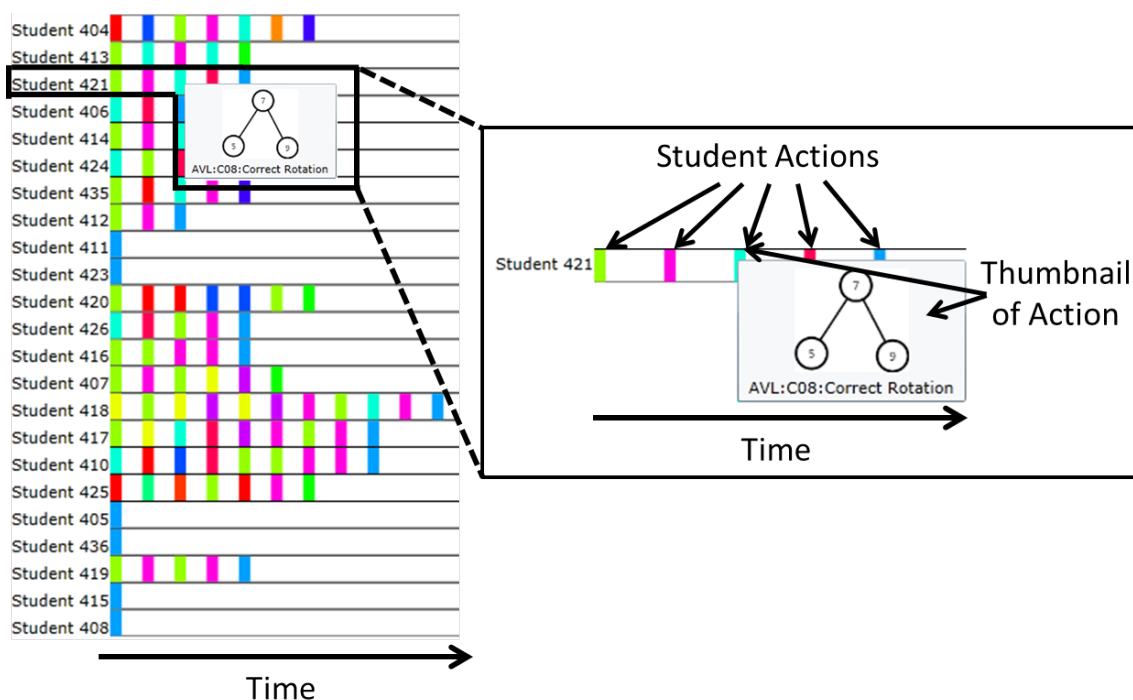 Student 404
Student 413
Student 421
Student 406
Student 414
Student 424
Student 435
Student 412
Student 411
Student 423
Student 420
Student 426
Student 416
Student 407
Student 418
Student 417
Student 410
Student 425
Student 405
Student 436
Student 419
Student 415
Student 408
7
5 9
AVL:C08:Correct Rotation
Time
Student Actions
Student 421
Thumbnail
of Action
7
5 9
AVL:C08:Correct Rotation
Time